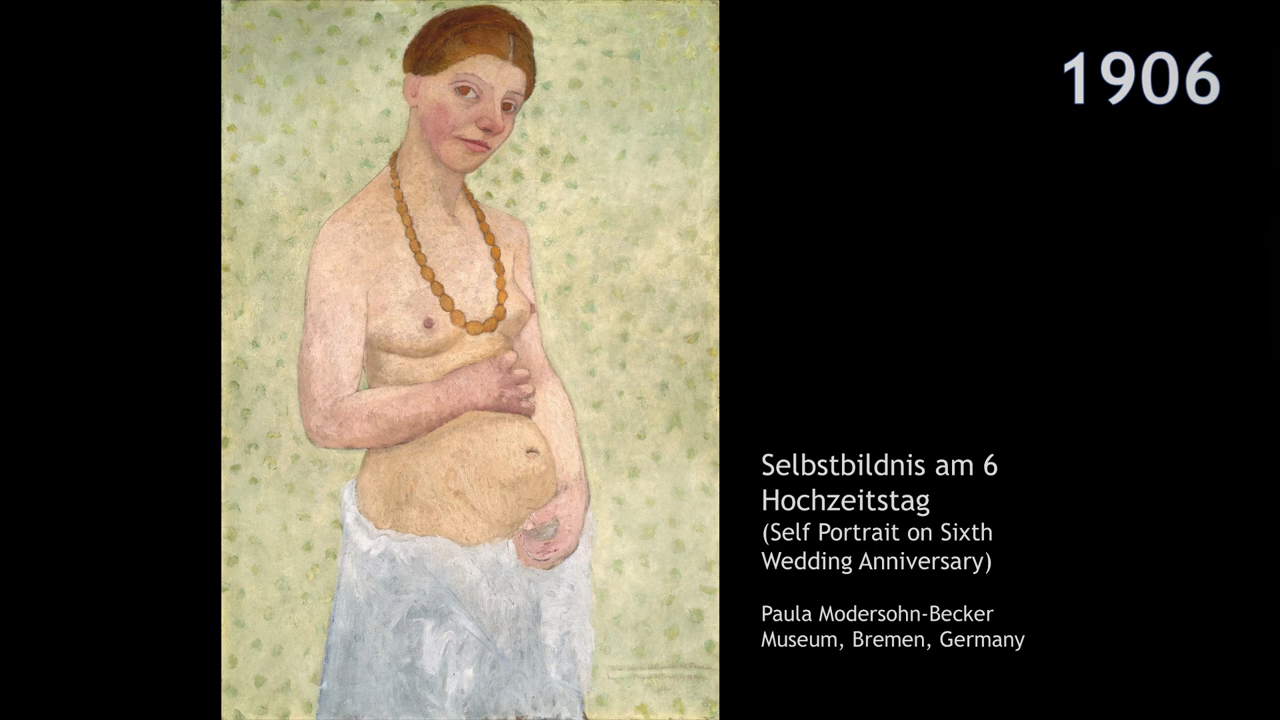 1906
Selbstbildnis am 6
Hochzeitstag
(Self Portrait on Sixth
Wedding Anniversary)
Paula Modersohn-Becker
Museum, Bremen, Germany